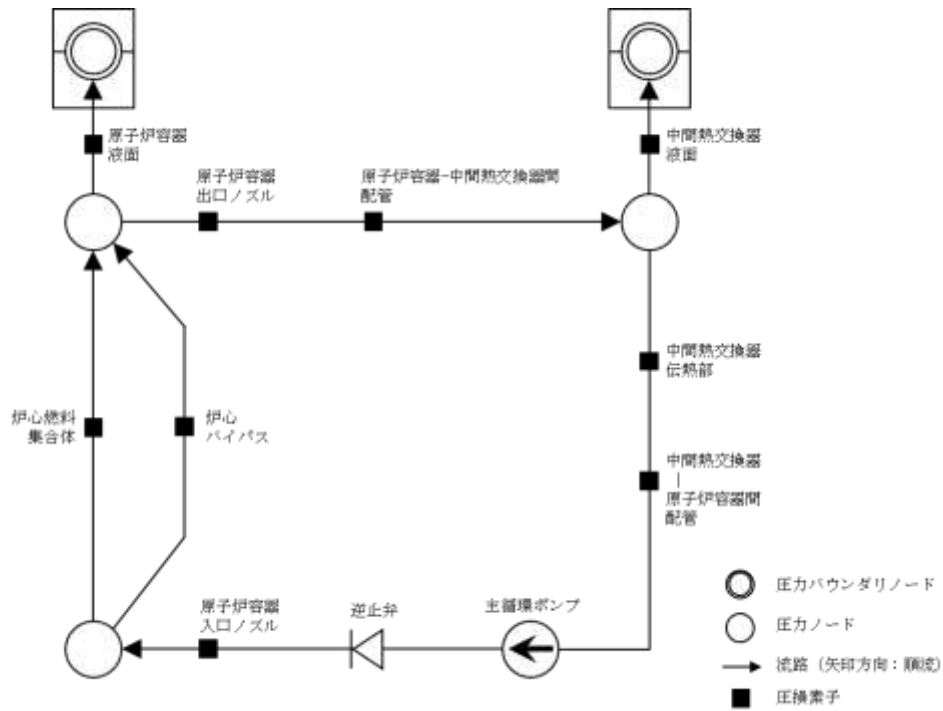 原子炉容器
液面
中間熱交換器
液面
原子炉容器
出口ノズル
原子炉容器-中間熱交換器間
配管
中間熱交換器
伝熱部
炉心燃料
集合体
炉心
バイパス
中間熱交換器
|
原子炉容器間
配管
原子炉容器
入口ノズル
逆止弁
主循環ポンプ
圧力バウンダリノード
圧力ノード
流路（矢印方向：順流）
圧損素子